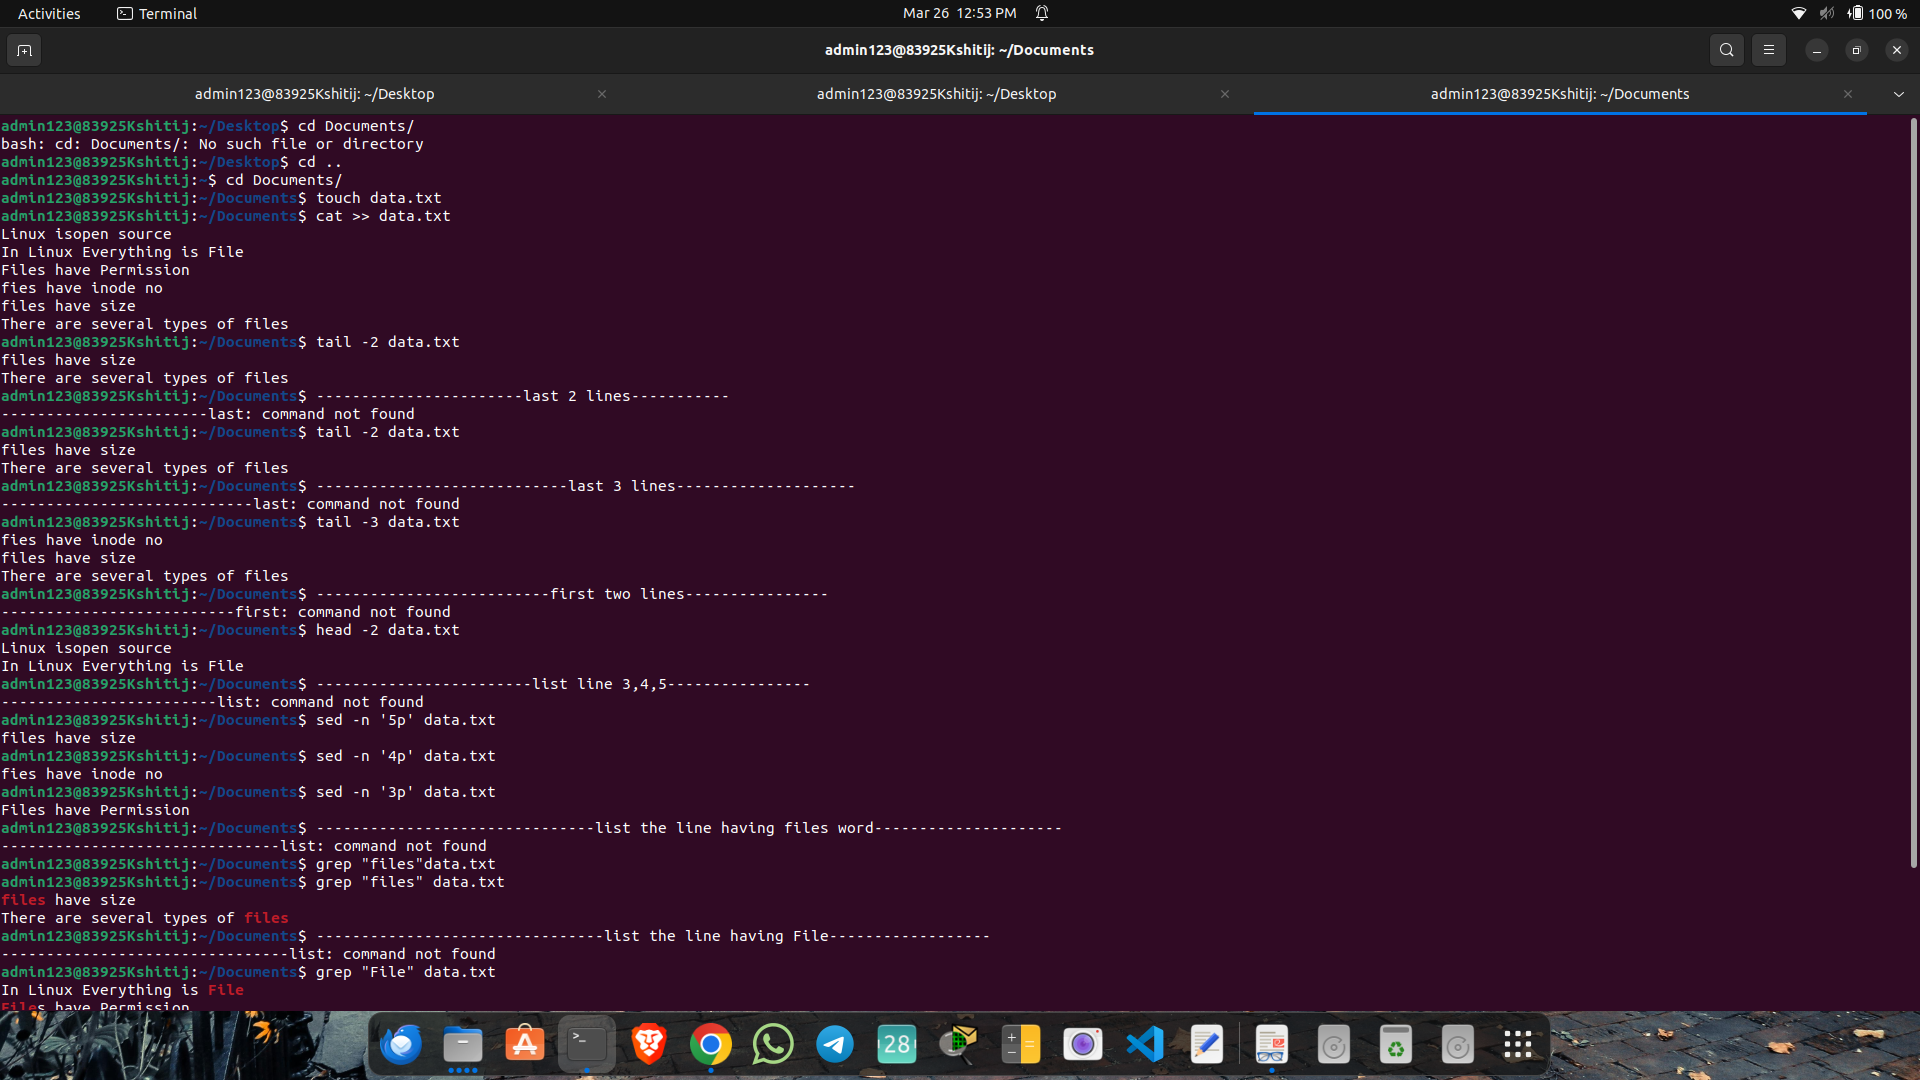 Activities
Terminal
Mar 26 12:53 PM
100 %
admin123@83925Kshitij: ~/Documents
admin123@83925Kshitij: ~/Desktop
admin123@83925Kshitij: ~/Desktop
admin123@83925Kshitij: ~/Documents
admin123@83925Kshitij:~/Desktop$ cd Documents/
bash: cd: Documents/: No such file or directory
admin123@83925Kshitij:~/Desktop$ cd ..
admin123@83925Kshitij:~$ cd Documents/
admin123@83925Kshitij:~/Documents$ touch data.txt
admin123@83925Kshitij:~/Documents$ cat >> data.txt
Linux isopen source
In Linux Everything is File
Files have Permission
fies have inode no
files have size
There are several types of files
admin123@83925Kshitij:~/Documents$ tail -2 data.txt
files have size
There are several types of files
admin123@83925Kshitij:~/Documents$ -----------------------last 2 lines-----------
-----------------------last: command not found
admin123@83925Kshitij:~/Documents$ tail -2 data.txt
files have size
There are several types of files
admin123@83925Kshitij:~/Documents$ ----------------------------last 3 lines--------------------
----------------------------last: command not found
admin123@83925Kshitij:~/Documents$ tail -3 data.txt
fies have inode no
files have size
There are several types of files
admin123@83925Kshitij:~/Documents$ --------------------------first two lines----------------
--------------------------first: command not found
admin123@83925Kshitij:~/Documents$ head -2 data.txt
Linux isopen source
In Linux Everything is File
admin123@83925Kshitij:~/Documents$ ------------------------list line 3,4,5----------------
------------------------list: command not found
admin123@83925Kshitij:~/Documents$ sed -n '5p' data.txt
files have size
admin123@83925Kshitij:~/Documents$ sed -n '4p' data.txt
fies have inode no
admin123@83925Kshitij:~/Documents$ sed -n '3p' data.txt
Files have Permission
admin123@83925Kshitij:~/Documents$ -------------------------------list the line having files word---------------------
-------------------------------list: command not found
admin123@83925Kshitij:~/Documents$ grep "files"data.txt
admin123@83925Kshitij:~/Documents$ grep "files" data.txt
files have size
There are several types of files
admin123@83925Kshitij:~/Documents$ --------------------------------list the line having File------------------
--------------------------------list: command not found
admin123@83925Kshitij:~/Documents$ grep "File" data.txt
In Linux Everything is File
Files have Permission
28